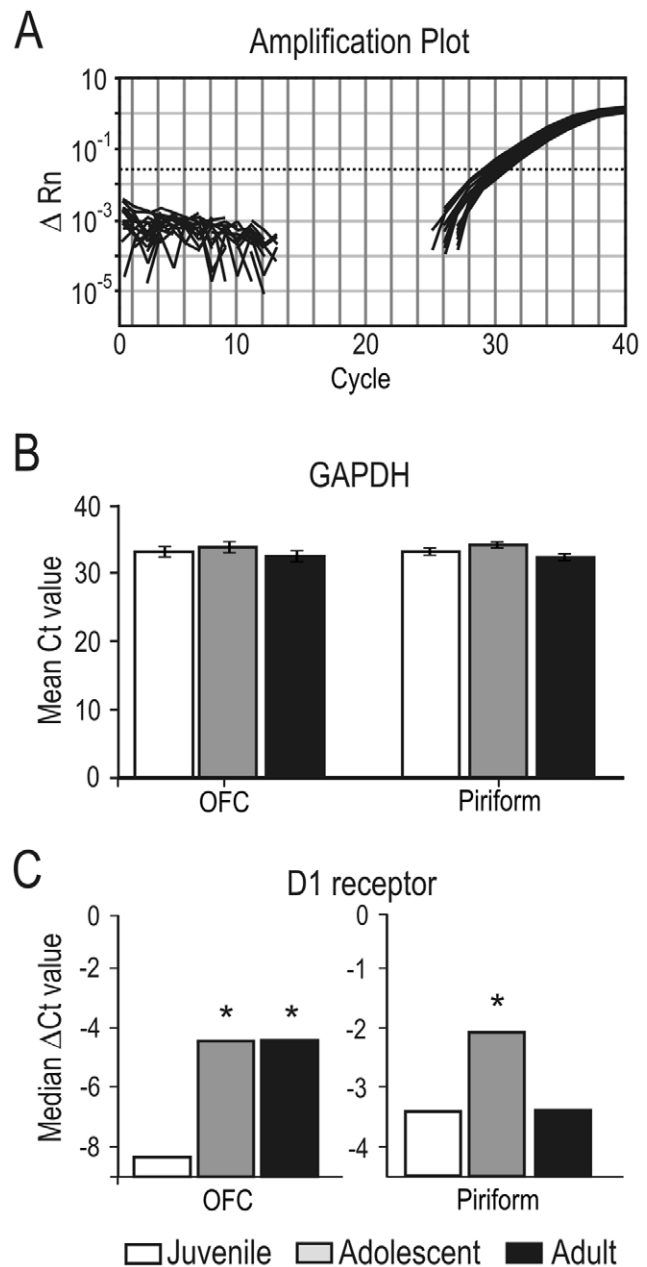 A
Amplification Plot
Δ Rn
10
10-1
10-3
10-5
0 10 20 30 40
Cycle
B
GAPDH
Mean Ct value
40
30
20
10
0
OFC Piriform
C
D1 receptor
Median ΔCt value
0
-2
-4
-6
-8
* *
OFC
0
-1
-2
-3
-4
*
Piriform
Juvenile Adolescent Adult